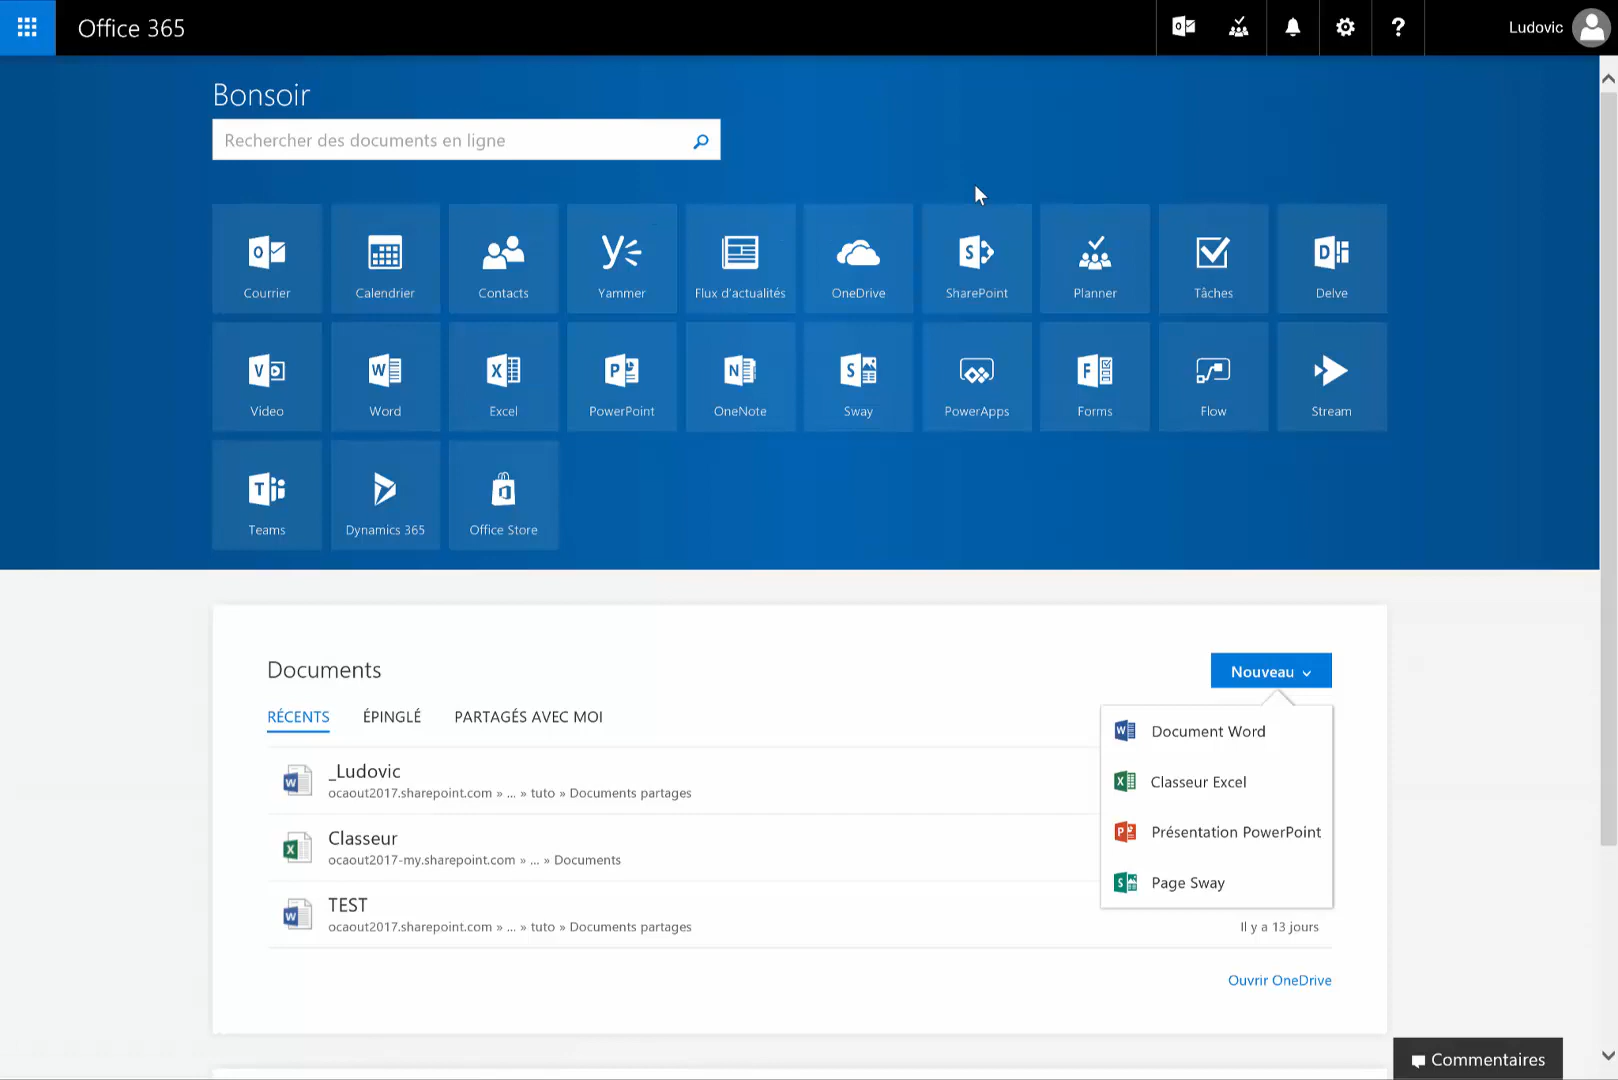 Office 365
Ludovic
Bonsoir
Rechercher des documents en ligne
Courrier
Calendrier
Contacts
Yammer
Flux d'actualités
OneDrive
SharePoint
Planner
Tâches
Delve
Video
Word
Excel
PowerPoint
OneNote
Sway
PowerApps
Forms
Flow
Stream
Teams
Dynamics 365
Office Store
Documents
Nouveau
RÉCENTS
ÉPINGLÉ
PARTAGÉS AVEC MOI
Document Word
Classeur Excel
Présentation PowerPoint
Page Sway
_Ludovic
ocaout2017.sharepoint.com » ... » tuto » Documents partages
Classeur
ocaout2017-my.sharepoint.com » ... » Documents
TEST
ocaout2017.sharepoint.com » ... » tuto » Documents partages
Il y a 13 jours
Ouvrir OneDrive
Commentaires